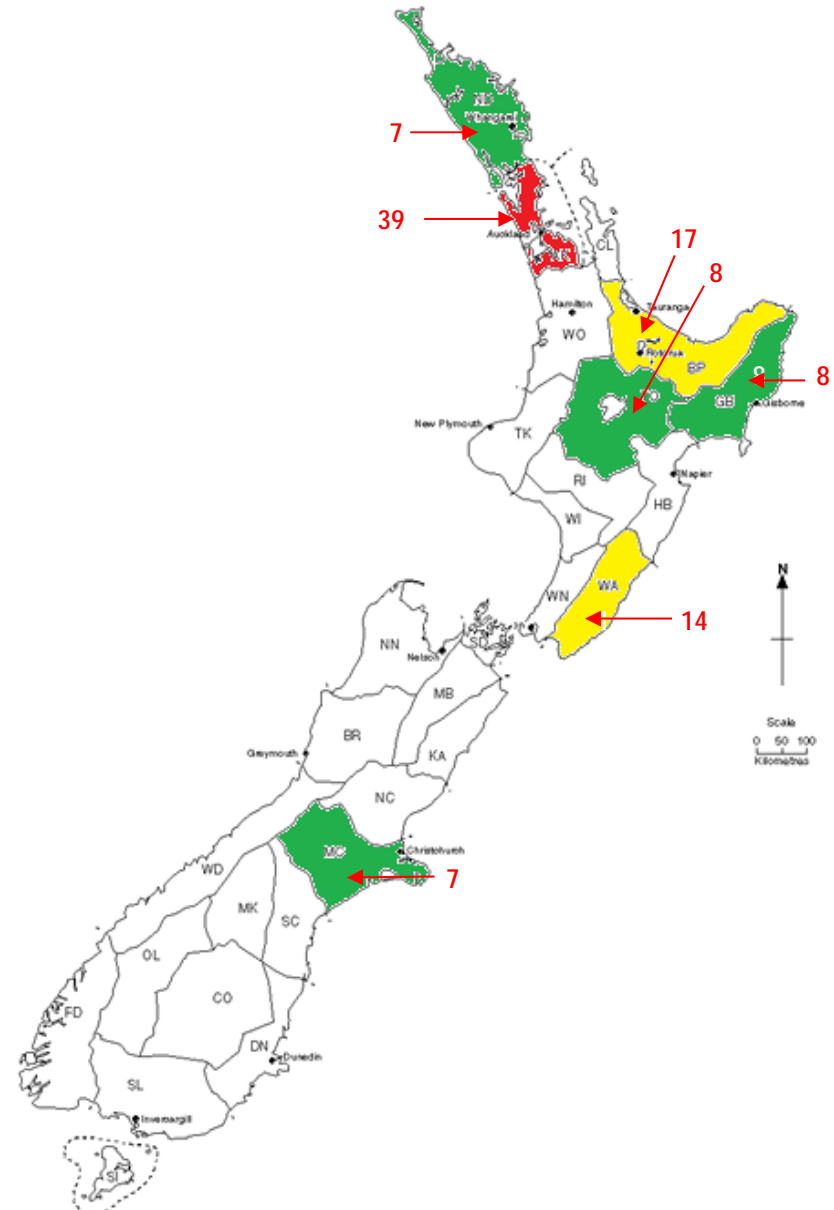 ND
Whangarei
7
39
Auckland
CL
17
8
Hamilton
Tauranga
WO
Rotorua
BP
8
TO
GB
Gisborne
New Plymouth
TK
RI
Napier
HB
WI
WN
WA
14
N
SD
NN
Nelson
MB
BR
KA
Greymouth
NC
Scale
0 50 100
Kilometres
MC
Christchurch
7
WD
MK
SC
OL
CO
FD
DN
Dunedin
SL
Invercargill
SI